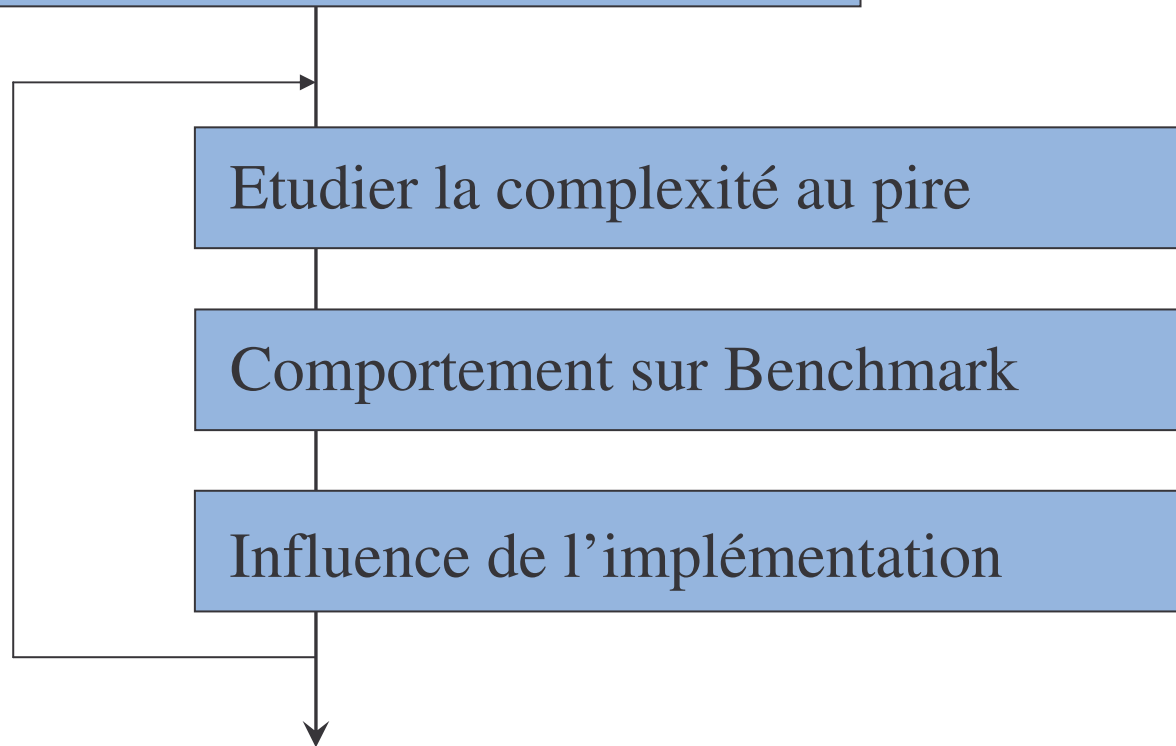 Etudier la complexité au pire
Comportement sur Benchmark
Influence de l’implémentation